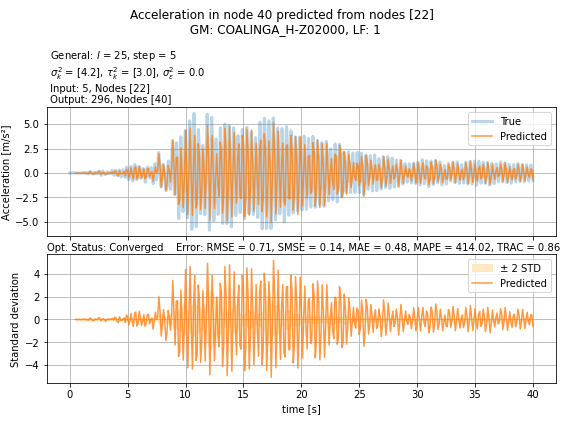 Acceleration in node 40 predicted from nodes [22]
GM: COALINGA_H-Z02000, LF: 1
General: l = 25, step = 5
σ²ₖ = [4.2], τ²ₖ = [3.0], σ²ε = 0.0
Input: 5, Nodes [22]
Output: 296, Nodes [40]
Acceleration [m/s²]
5.0
2.5
0.0
−2.5
−5.0
True
Predicted
Opt. Status: Converged Error: RMSE = 0.71, SMSE = 0.14, MAE = 0.48, MAPE = 414.02, TRAC = 0.86
Standard deviation
4
2
0
−2
−4
± 2 STD
Predicted
0 5 10 15 20 25 30 35 40
time [s]